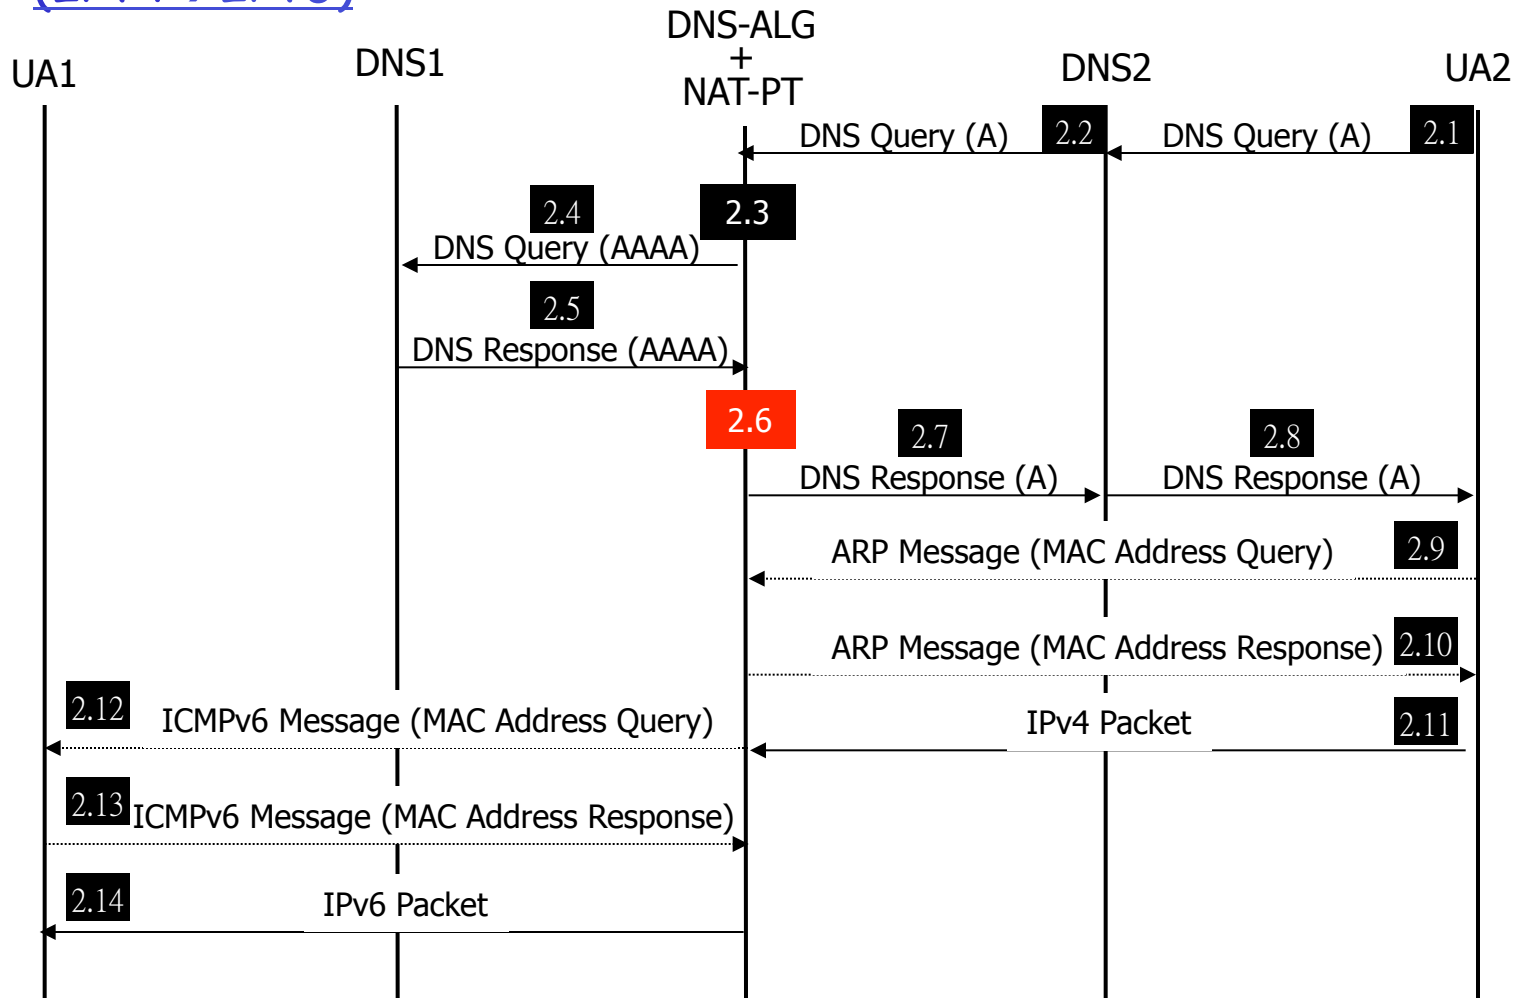 UA1
DNS1
DNS-ALG
+
NAT-PT
DNS2
UA2
DNS Query (A)
2.2
DNS Query (A)
2.1
2.4
2.3
DNS Query (AAAA)
2.5
DNS Response (AAAA)
2.6
2.7
2.8
DNS Response (A)
DNS Response (A)
ARP Message (MAC Address Query)
2.9
ARP Message (MAC Address Response)
2.10
2.12
ICMPv6 Message (MAC Address Query)
IPv4 Packet
2.11
2.13
ICMPv6 Message (MAC Address Response)
2.14
IPv6 Packet